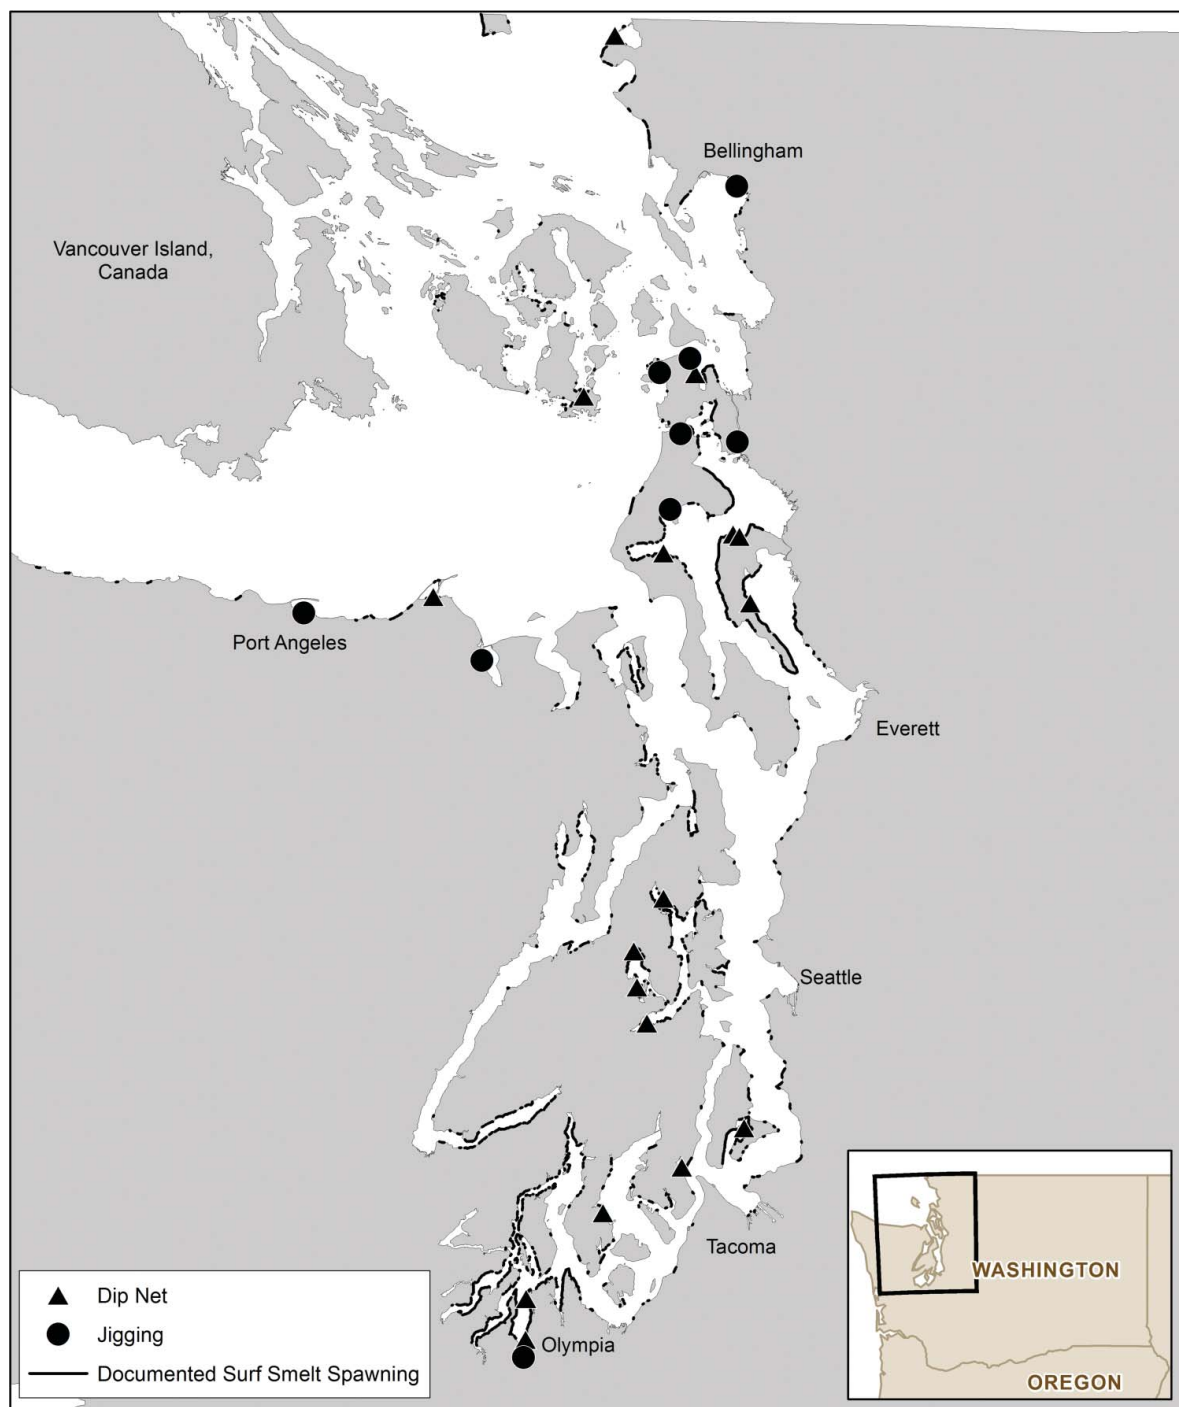 Bellingham
Vancouver Island,
Canada
Port Angeles
Everett
Seattle
Tacoma
Olympia
Dip Net
Jigging
Documented Surf Smelt Spawning
WASHINGTON
OREGON